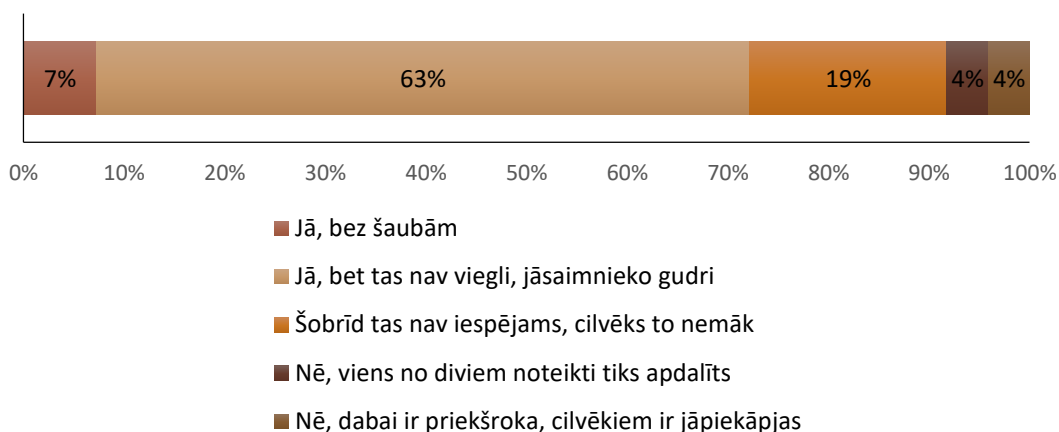 7% 63% 19% 4% 4%
0% 10% 20% 30% 40% 50% 60% 70% 80% 90% 100%
Jā, bez šaubām
Jā, bet tas nav viegli, jāsaimnieko gudri
Šobrīd tas nav iespējams, cilvēks to nemāk
Nē, viens no diviem noteikti tiks apdalīts
Nē, dabai ir priekšroka, cilvēkiem ir jāpiekāpjas